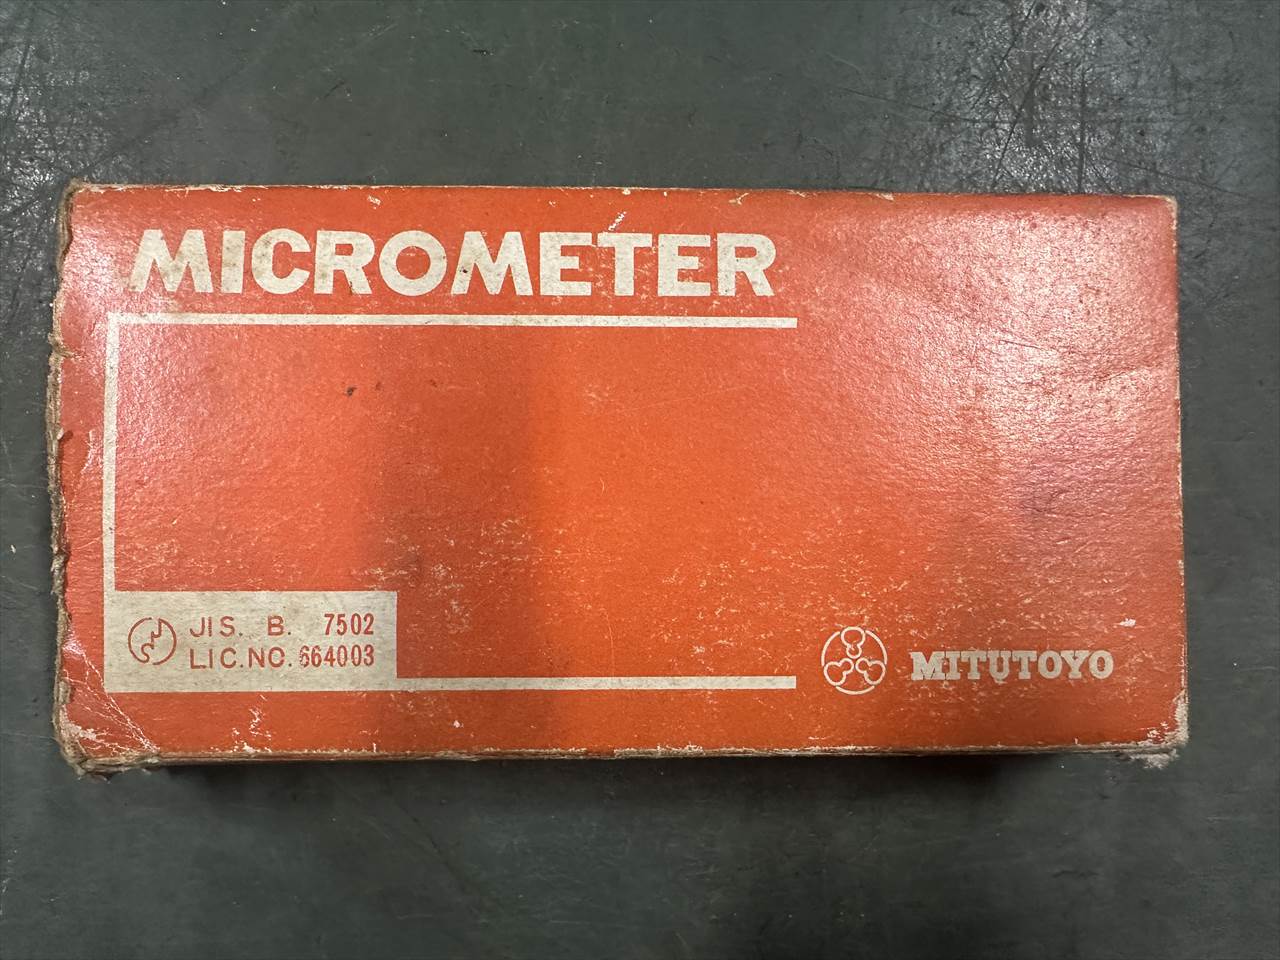 MICROMETER
JIS. B. 7502
LIC.NO. 664003
MITUTOYO